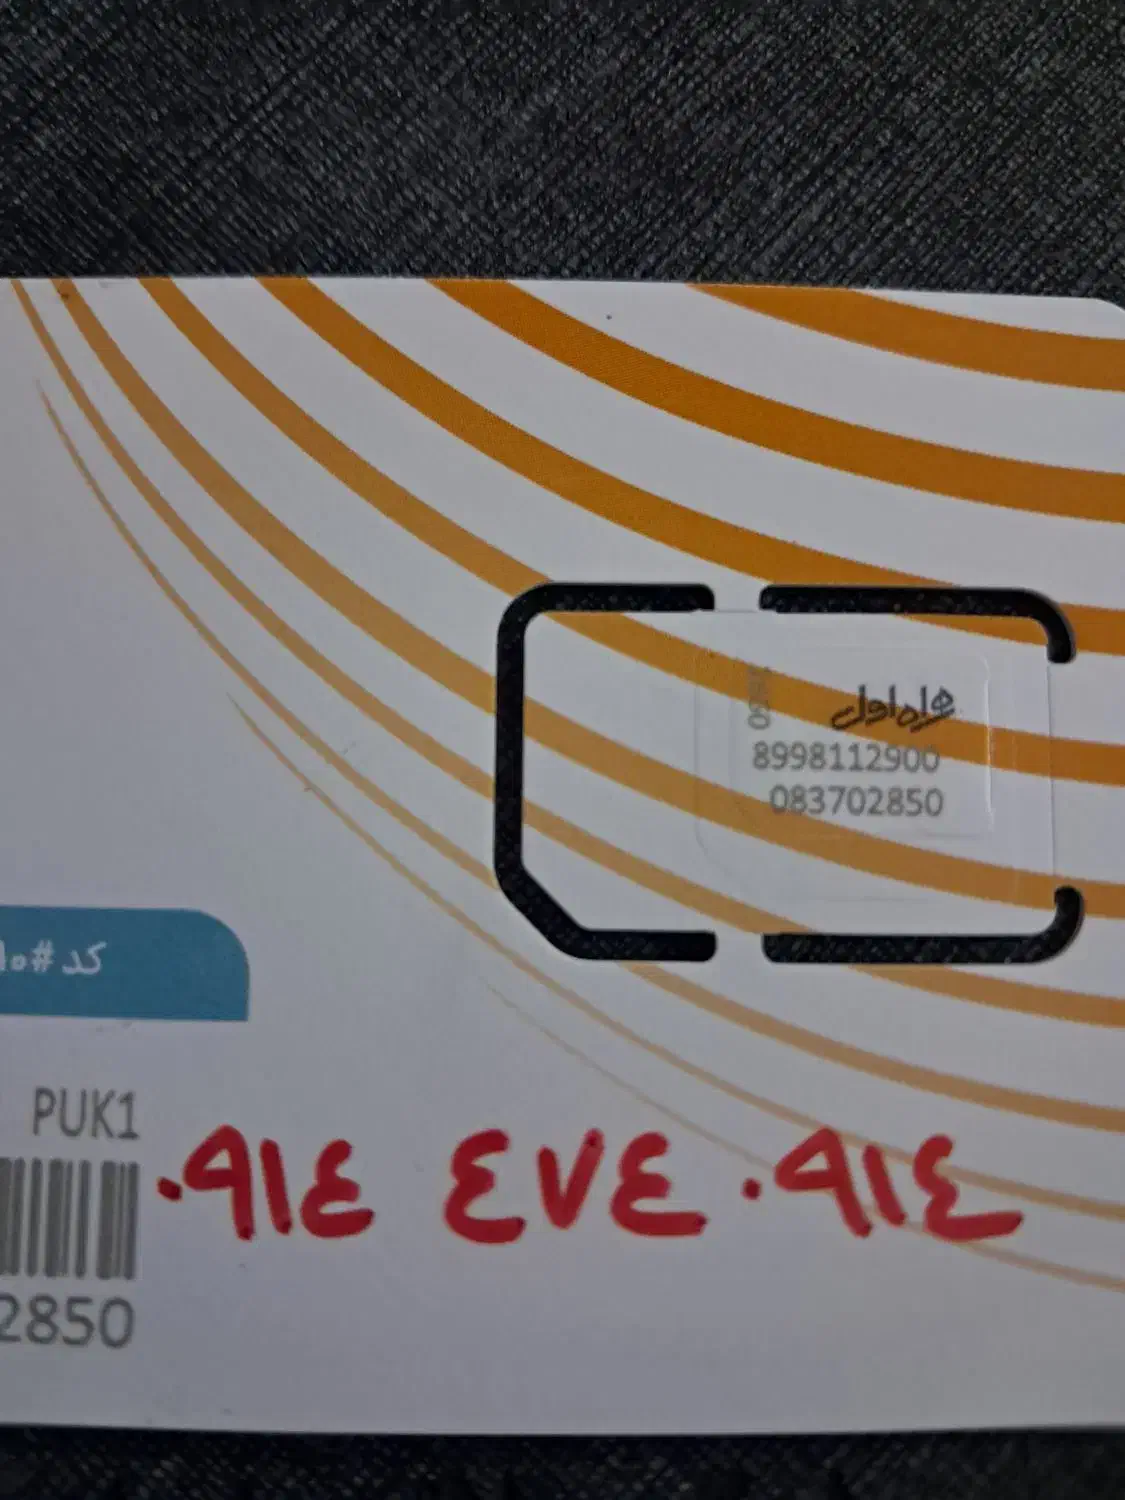 همراه اول
8998112900
083702850
کد #۱۰
PUK1
۰۹۱٤ ٤۷٤ ۰۹۱٤
2850